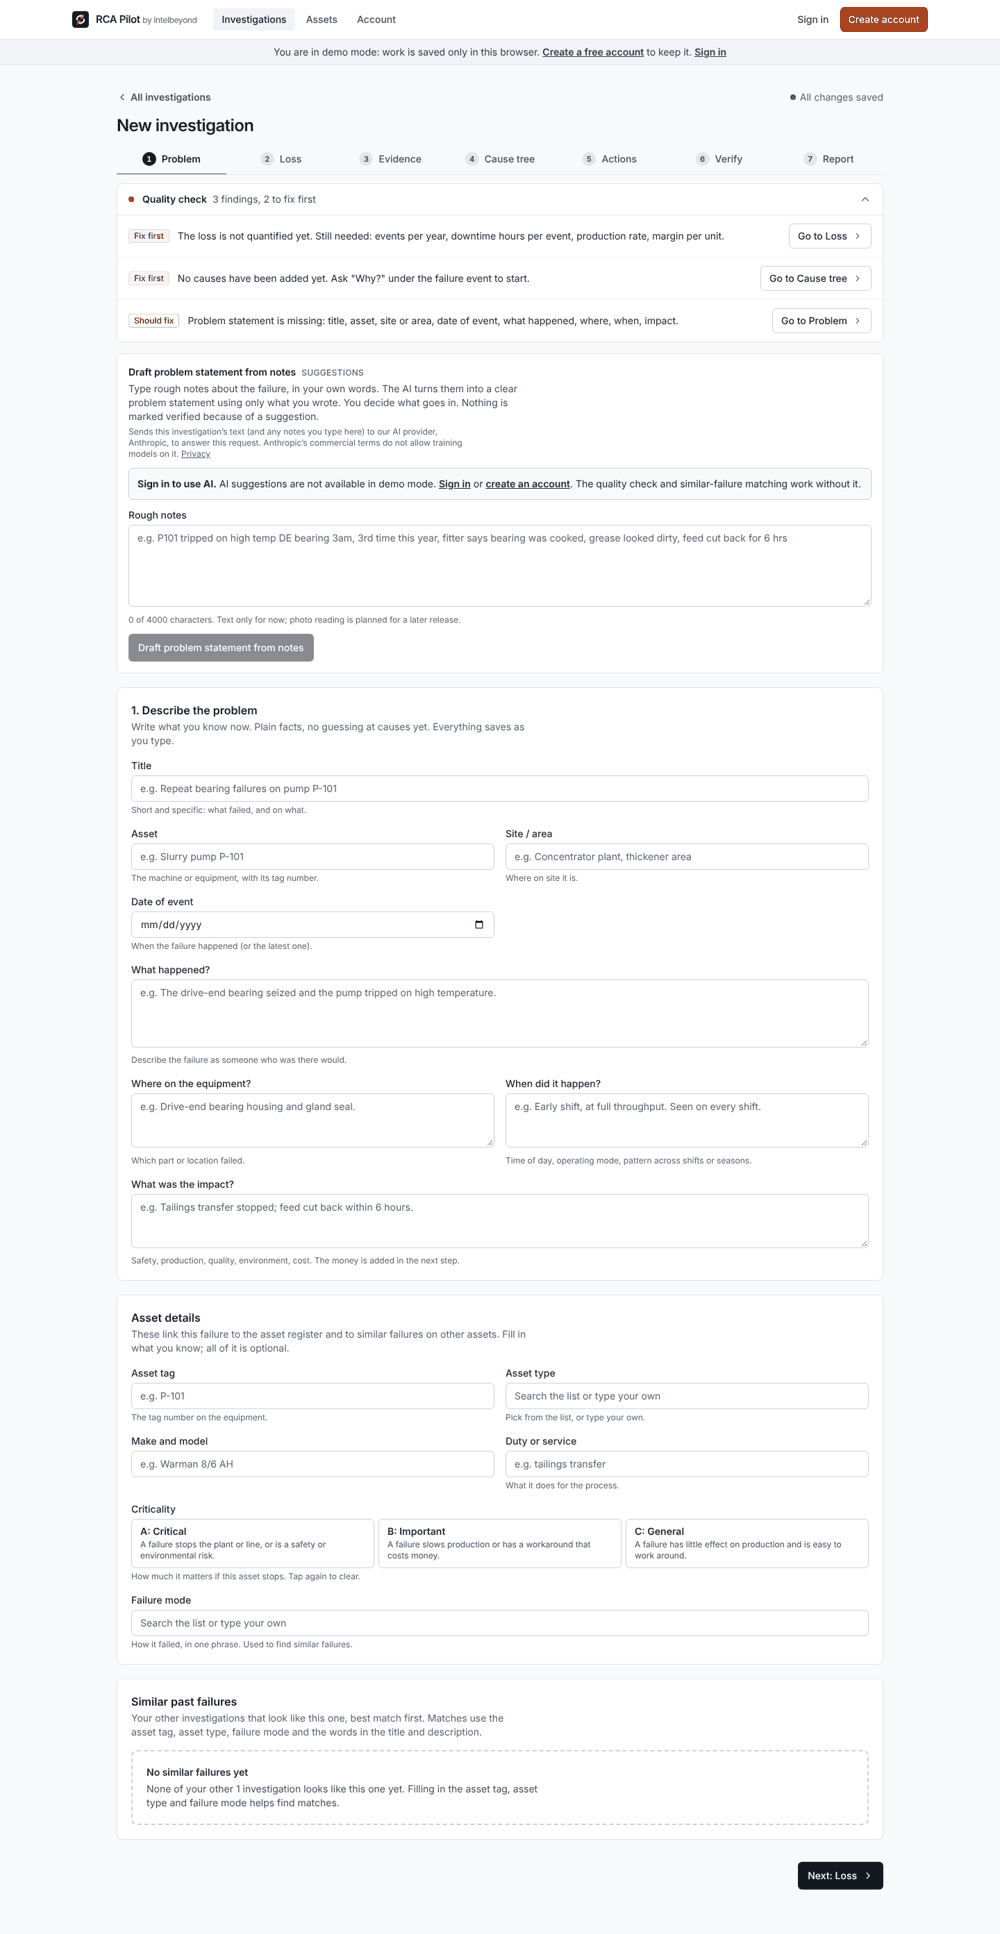 RCA Pilot by Intelbeyond
Investigations
Assets
Account
Sign in
Create account
You are in demo mode: work is saved only in this browser. Create a free account to keep it. Sign in
All investigations
All changes saved
New investigation
1 Problem
2 Loss
3 Evidence
4 Cause tree
5 Actions
6 Verify
7 Report
Quality check 3 findings, 2 to fix first
Fix first The loss is not quantified yet. Still needed: events per year, downtime hours per event, production rate, margin per unit. Go to Loss
Fix first No causes have been added yet. Ask "Why?" under the failure event to start. Go to Cause tree
Should fix Problem statement is missing: title, asset, site or area, date of event, what happened, where, when, impact. Go to Problem
Draft problem statement from notes SUGGESTIONS
Type rough notes about the failure, in your own words. The AI turns them into a clear
problem statement using only what you wrote. You decide what goes in. Nothing is
marked verified because of a suggestion.
Sends this investigation's text (and any notes you type here) to our AI provider,
Anthropic, to answer this request. Anthropic's commercial terms do not allow training
models on it. Privacy
Sign in to use AI. AI suggestions are not available in demo mode. Sign in or create an account. The quality check and similar-failure matching work without it.
Rough notes
e.g. P101 tripped on high temp DE bearing 3am, 3rd time this year, fitter says bearing was cooked, grease looked dirty, feed cut back for 6 hrs
0 of 4000 characters. Text only for now; photo reading is planned for a later release.
Draft problem statement from notes
1. Describe the problem
Write what you know now. Plain facts, no guessing at causes yet. Everything saves as
you type.
Title
e.g. Repeat bearing failures on pump P-101
Short and specific: what failed, and on what.
Asset
e.g. Slurry pump P-101
The machine or equipment, with its tag number.
Site / area
e.g. Concentrator plant, thickener area
Where on site it is.
Date of event
mm/dd/yyyy
When the failure happened (or the latest one).
What happened?
e.g. The drive-end bearing seized and the pump tripped on high temperature.
Describe the failure as someone who was there would.
Where on the equipment?
e.g. Drive-end bearing housing and gland seal.
Which part or location failed.
When did it happen?
e.g. Early shift, at full throughput. Seen on every shift.
Time of day, operating mode, pattern across shifts or seasons.
What was the impact?
e.g. Tailings transfer stopped; feed cut back within 6 hours.
Safety, production, quality, environment, cost. The money is added in the next step.
Asset details
These link this failure to the asset register and to similar failures on other assets. Fill in
what you know; all of it is optional.
Asset tag
e.g. P-101
The tag number on the equipment.
Asset type
Search the list or type your own
Pick from the list, or type your own.
Make and model
e.g. Warman 8/6 AH
Duty or service
e.g. tailings transfer
What it does for the process.
Criticality
A: Critical
A failure stops the plant or line, or is a safety or
environmental risk.
B: Important
A failure slows production or has a workaround that
costs money.
C: General
A failure has little effect on production and is easy to
work around.
How much it matters if this asset stops. Tap again to clear.
Failure mode
Search the list or type your own
How it failed, in one phrase. Used to find similar failures.
Similar past failures
Your other investigations that look like this one, best match first. Matches use the
asset tag, asset type, failure mode and the words in the title and description.
No similar failures yet
None of your other 1 investigation looks like this one yet. Filling in the asset tag, asset
type and failure mode helps find matches.
Next: Loss